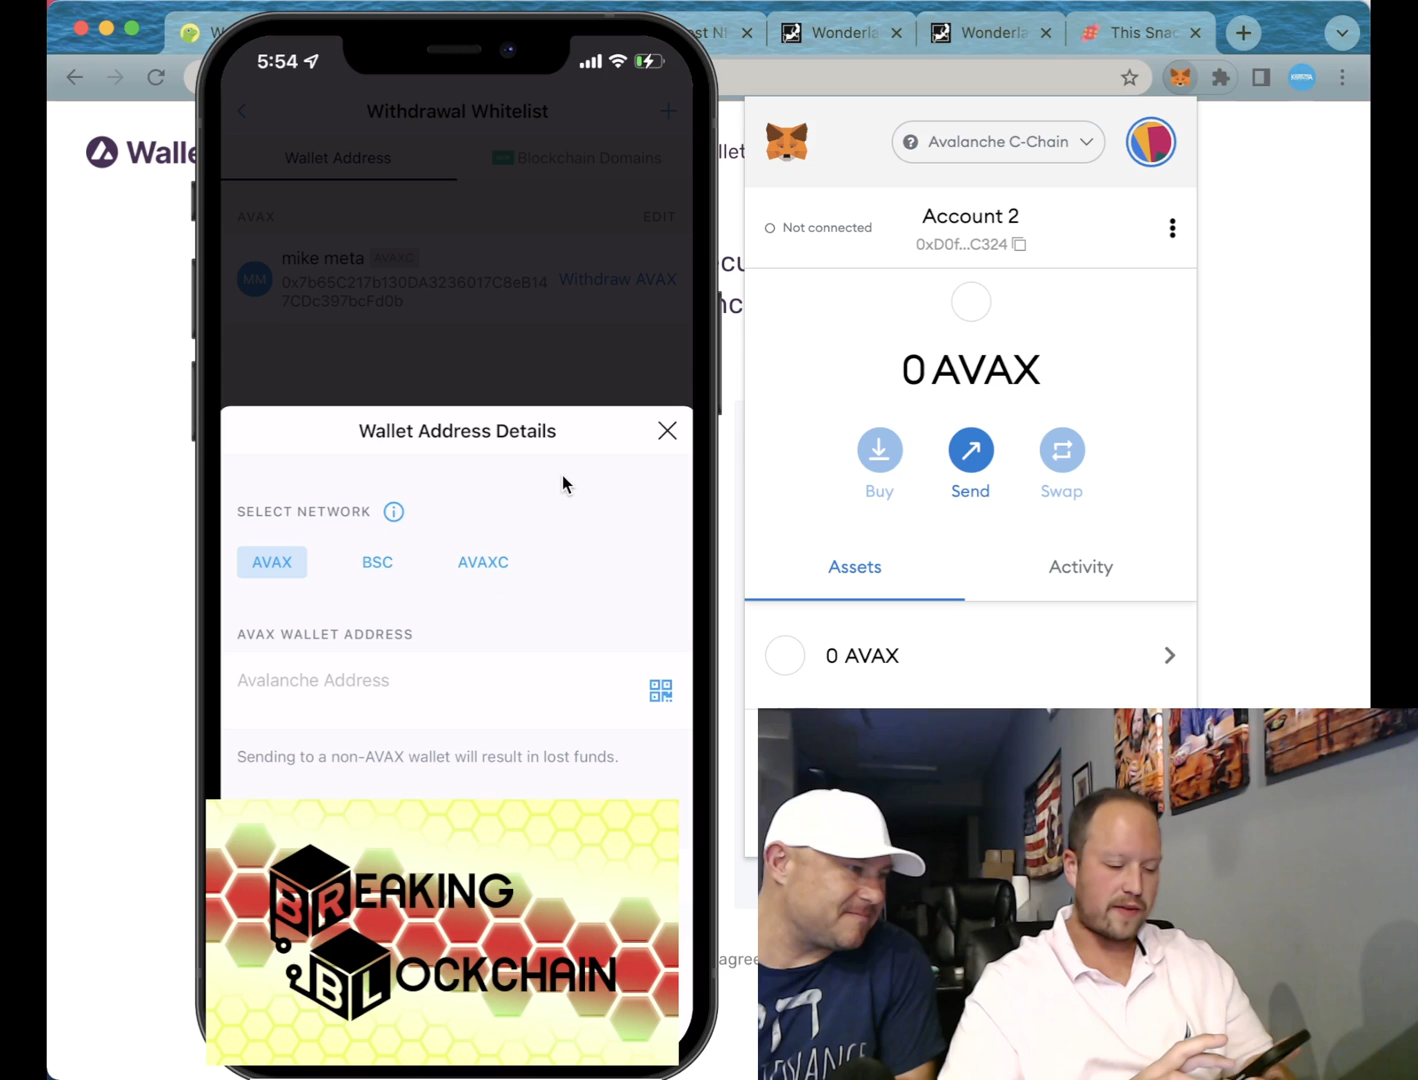 Wonderla
Wonderla
This Snac
5:54
Withdrawal Whitelist
Wallet Address
Blockchain Domains
AVAX
EDIT
mike meta AVAXC
MM
0x7b65C217b130DA3236017C8eB14
7CDc397bcFd0b
Withdraw AVAX
Wallet Address Details
SELECT NETWORK
AVAX
BSC
AVAXC
AVAX WALLET ADDRESS
Avalanche Address
Sending to a non-AVAX wallet will result in lost funds.
BREAKING
BLOCKCHAIN
Avalanche C-Chain
Not connected
Account 2
0xD0f...C324
0 AVAX
Buy
Send
Swap
Assets
Activity
0 AVAX
agree